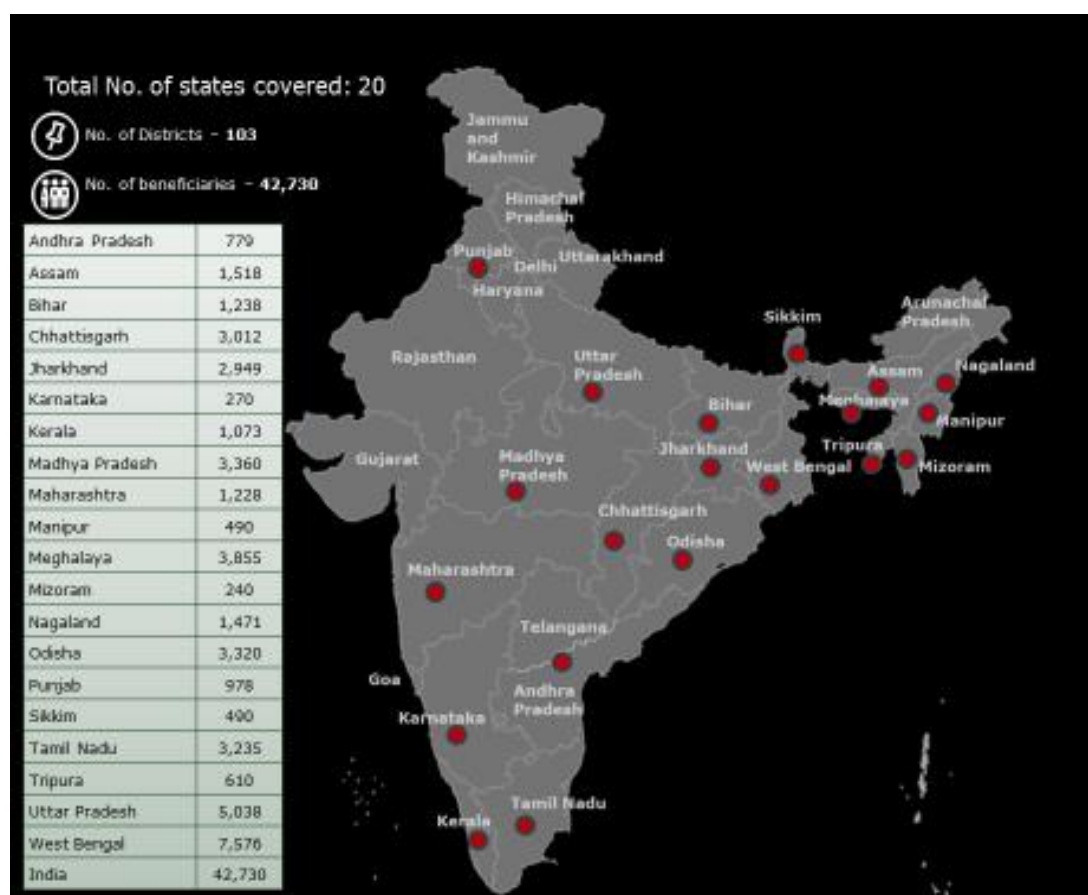 Total No. of states covered: 20
No. of Districts - 103
No. of beneficiaries - 42,730
Andhra Pradesh 779
Assam 1,518
Bihar 1,238
Chhattisgarh 3,012
Jharkhand 2,949
Karnataka 270
Kerala 1,073
Madhya Pradesh 3,360
Maharashtra 1,228
Manipur 490
Meghalaya 3,855
Mizoram 240
Nagaland 1,471
Odisha 3,320
Punjab 978
Sikkim 490
Tamil Nadu 3,235
Tripura 610
Uttar Pradesh 5,038
West Bengal 7,576
India 42,730
Jammu
and
Kashmir
Himachal
Pradesh
Punjab
Uttarakhand
Delhi
Haryana
Rajasthan
Uttar
Pradesh
Sikkim
Arunachal
Pradesh
Assam
Nagaland
Meghalaya
Manipur
Bihar
Jharkhand
Tripura
West Bengal
Mizoram
Gujarat
Madhya
Pradesh
Chhattisgarh
Odisha
Maharashtra
Telangana
Goa
Andhra
Pradesh
Karnataka
Tamil Nadu
Kerala